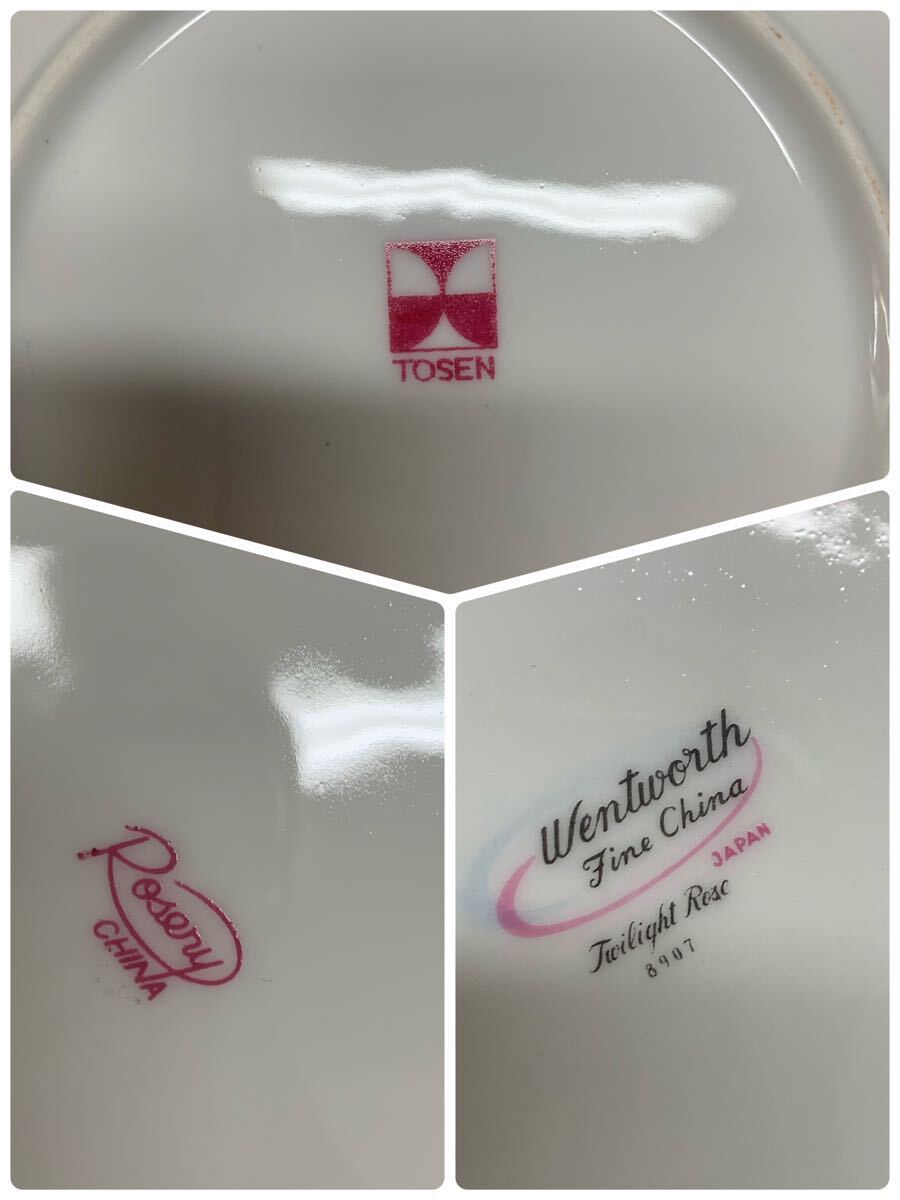 TOSEN
Rosery
CHINA
Wentworth
Fine China
JAPAN
Twilight Rose
8907